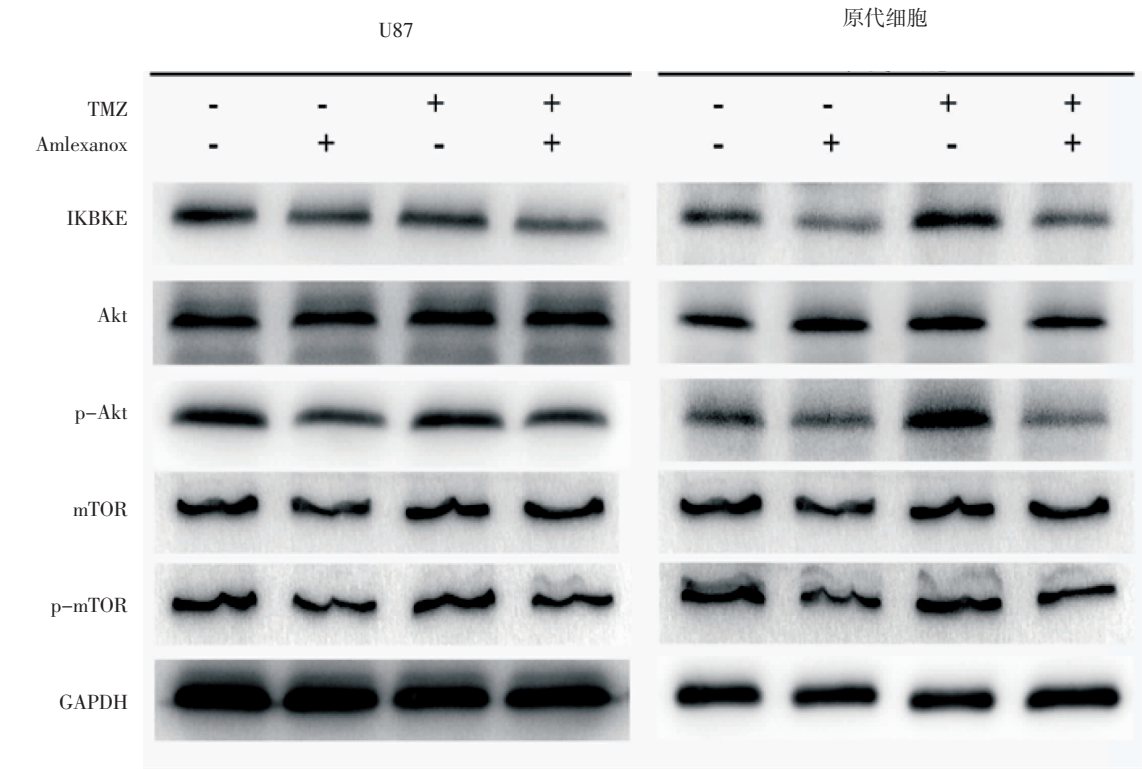 U87
原代细胞
TMZ - - + + - - + +
Amlexanox - + - + - + - +
IKBKE
Akt
p-Akt
mTOR
p-mTOR
GAPDH